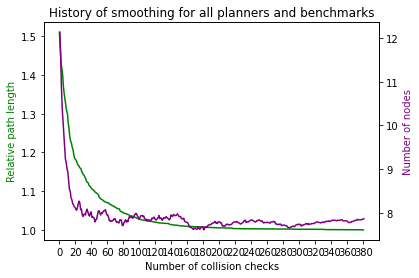 History of smoothing for all planners and benchmarks
Relative path length
1.5
1.4
1.3
1.2
1.1
1.0
12
11
10
9
8
Number of nodes
0 20 40 60 80 100 120 140 160 180 200 220 240 260 280 300 320 340 360 380
Number of collision checks